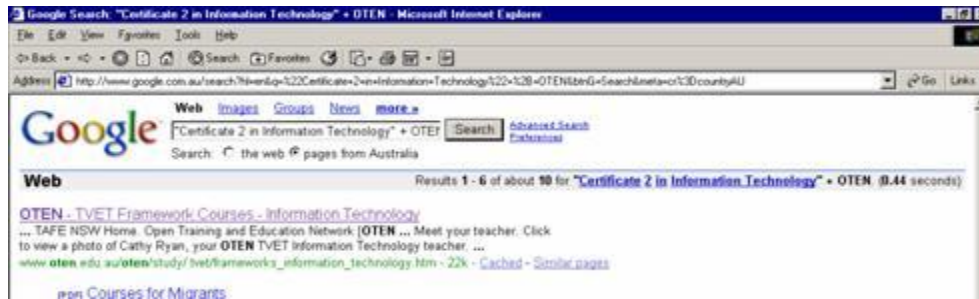 Google Search: "Certificate 2 in Information Technology" + OTEN - Microsoft Internet Explorer
File Edit View Favorites Tools Help
Back Search Favorites
Address http://www.google.com.au/search?hl=en&q=%22Certificate+2+in+Information+Technology%22+%2B+OTEN&btnG=Search&meta=cr%3DcountryAU Go Links
Web Images Groups News more »
Google "Certificate 2 in Information Technology" + OTEN Search Advanced Search
Preferences
Search: the web pages from Australia
Web Results 1 - 6 of about 10 for "Certificate 2 in Information Technology" + OTEN. (0.44 seconds)
OTEN - TVET Framework Courses - Information Technology
... TAFE NSW Home. Open Training and Education Network [OTEN ... Meet your teacher. Click
to view a photo of Cathy Ryan, your OTEN TVET Information Technology teacher. ...
www.oten.edu.au/oten/study/tvet/frameworks_information_technology.htm - 22k - Cached - Similar pages
[PDF] Courses for Migrants